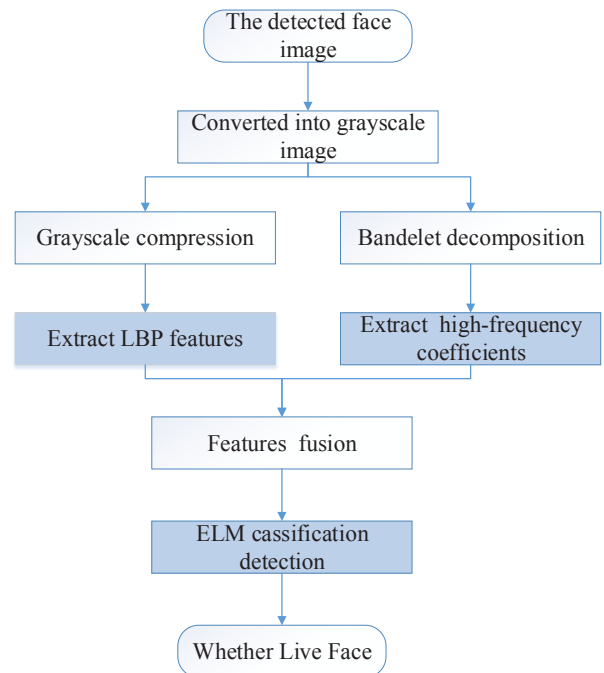 The detected face
image
Converted into grayscale
image
Grayscale compression
Bandelet decomposition
Extract LBP features
Extract high-frequency
coefficients
Features fusion
ELM cassification
detection
Whether Live Face